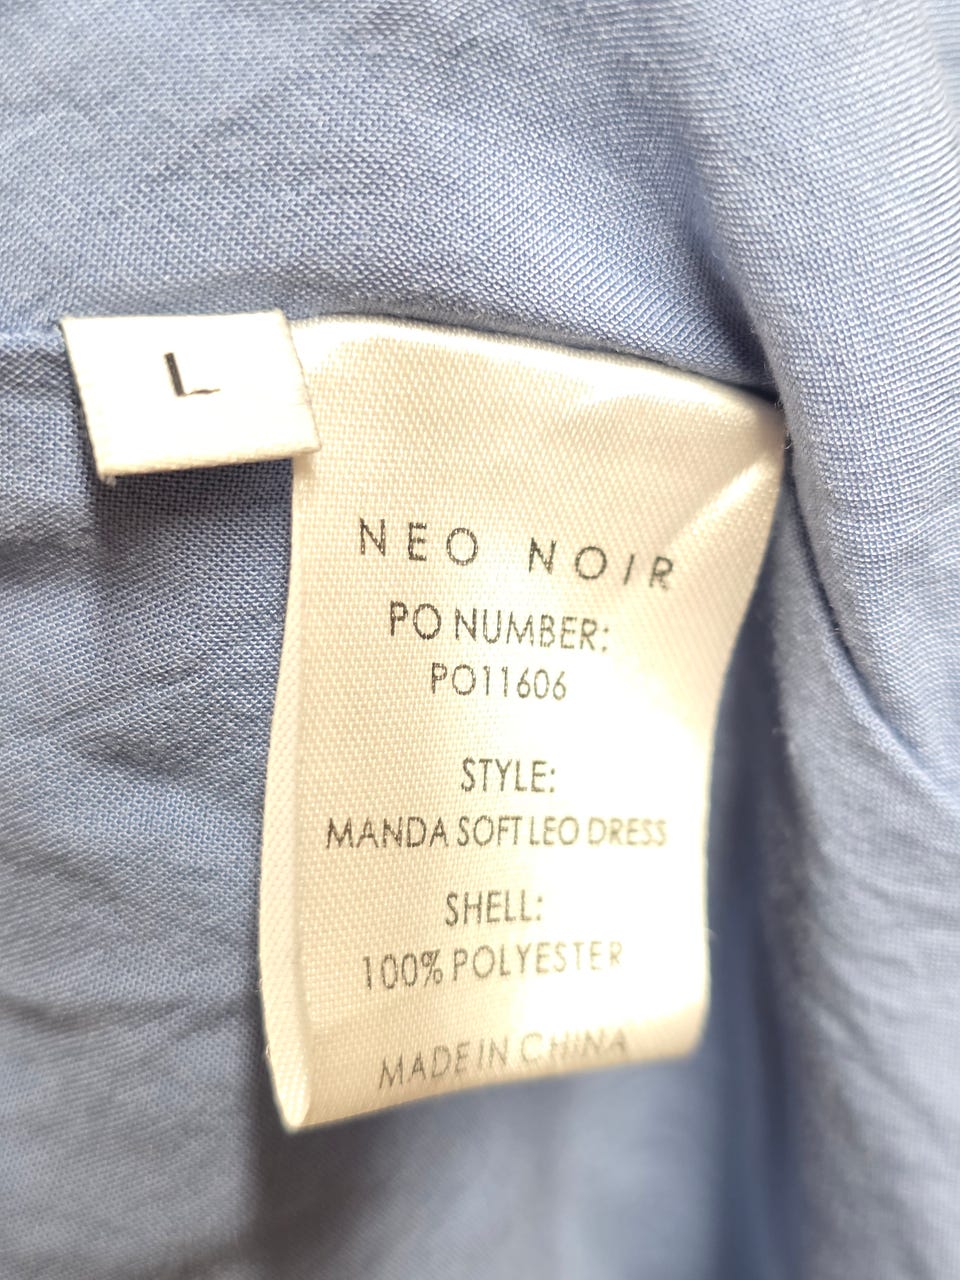 L
NEO NOIR
PO NUMBER:
PO11606
STYLE:
MANDA SOFT LEO DRESS
SHELL:
100% POLYESTER
MADE IN CHINA